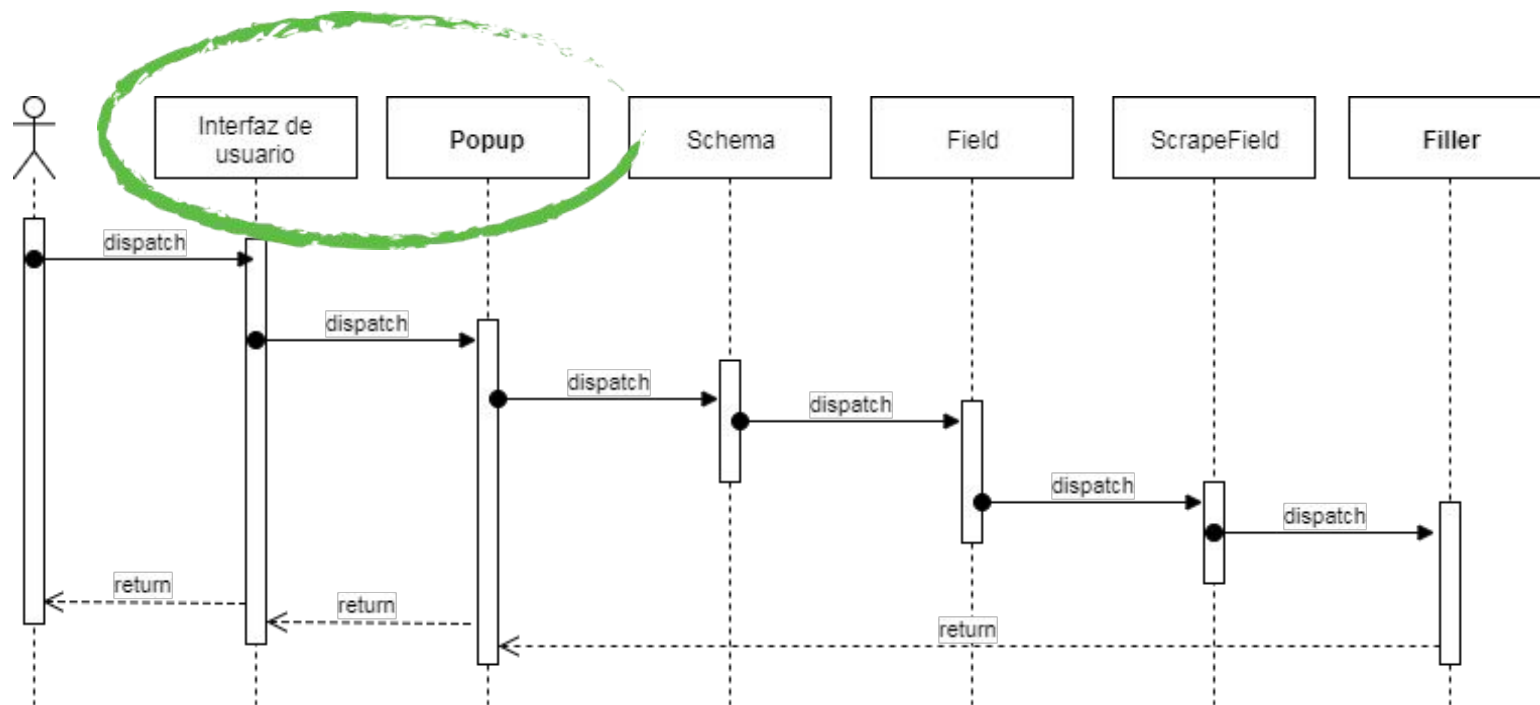 Interfaz de
usuario
Popup
Schema
Field
ScrapeField
Filler
dispatch
dispatch
dispatch
dispatch
dispatch
dispatch
return
return
return